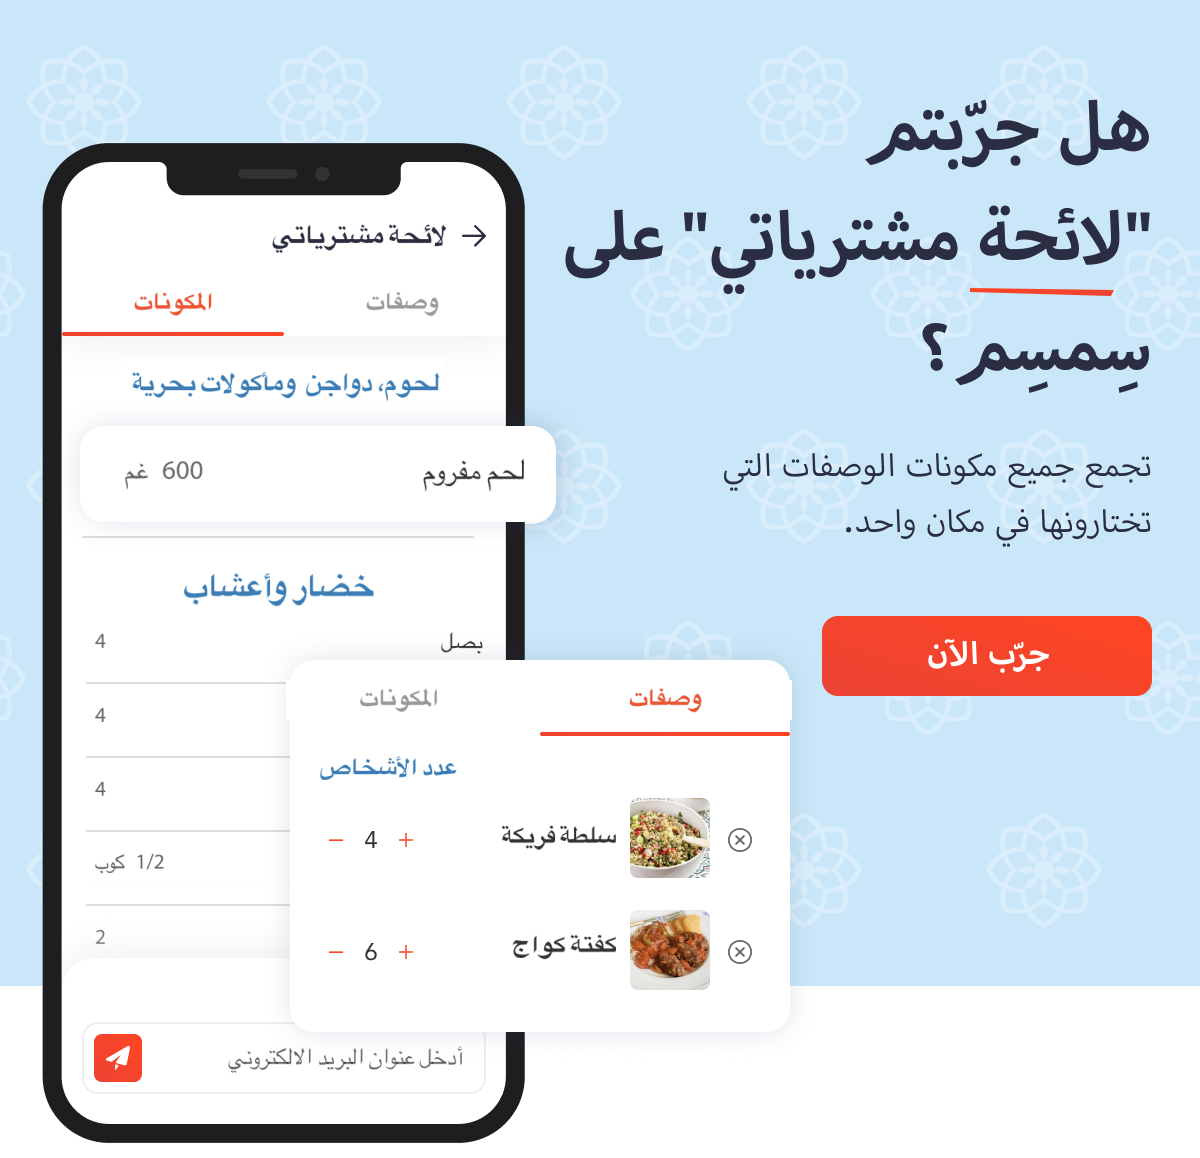 هل جرّبتم
"لائحة مشترياتي" على
سِمسِم؟
تجمع جميع مكونات الوصفات التي
تختارونها في مكان واحد.
جرّب الآن
لائحة مشترياتي
وصفات المكونات
لحوم، دواجن ومأكولات بحرية
لحم مفروم 600 غم
خضار وأعشاب
بصل 4
4
4
1/2 كوب
2
أدخل عنوان البريد الالكتروني
وصفات المكونات
عدد الأشخاص
سلطة فريكة + 4 −
كفتة كواج + 6 −